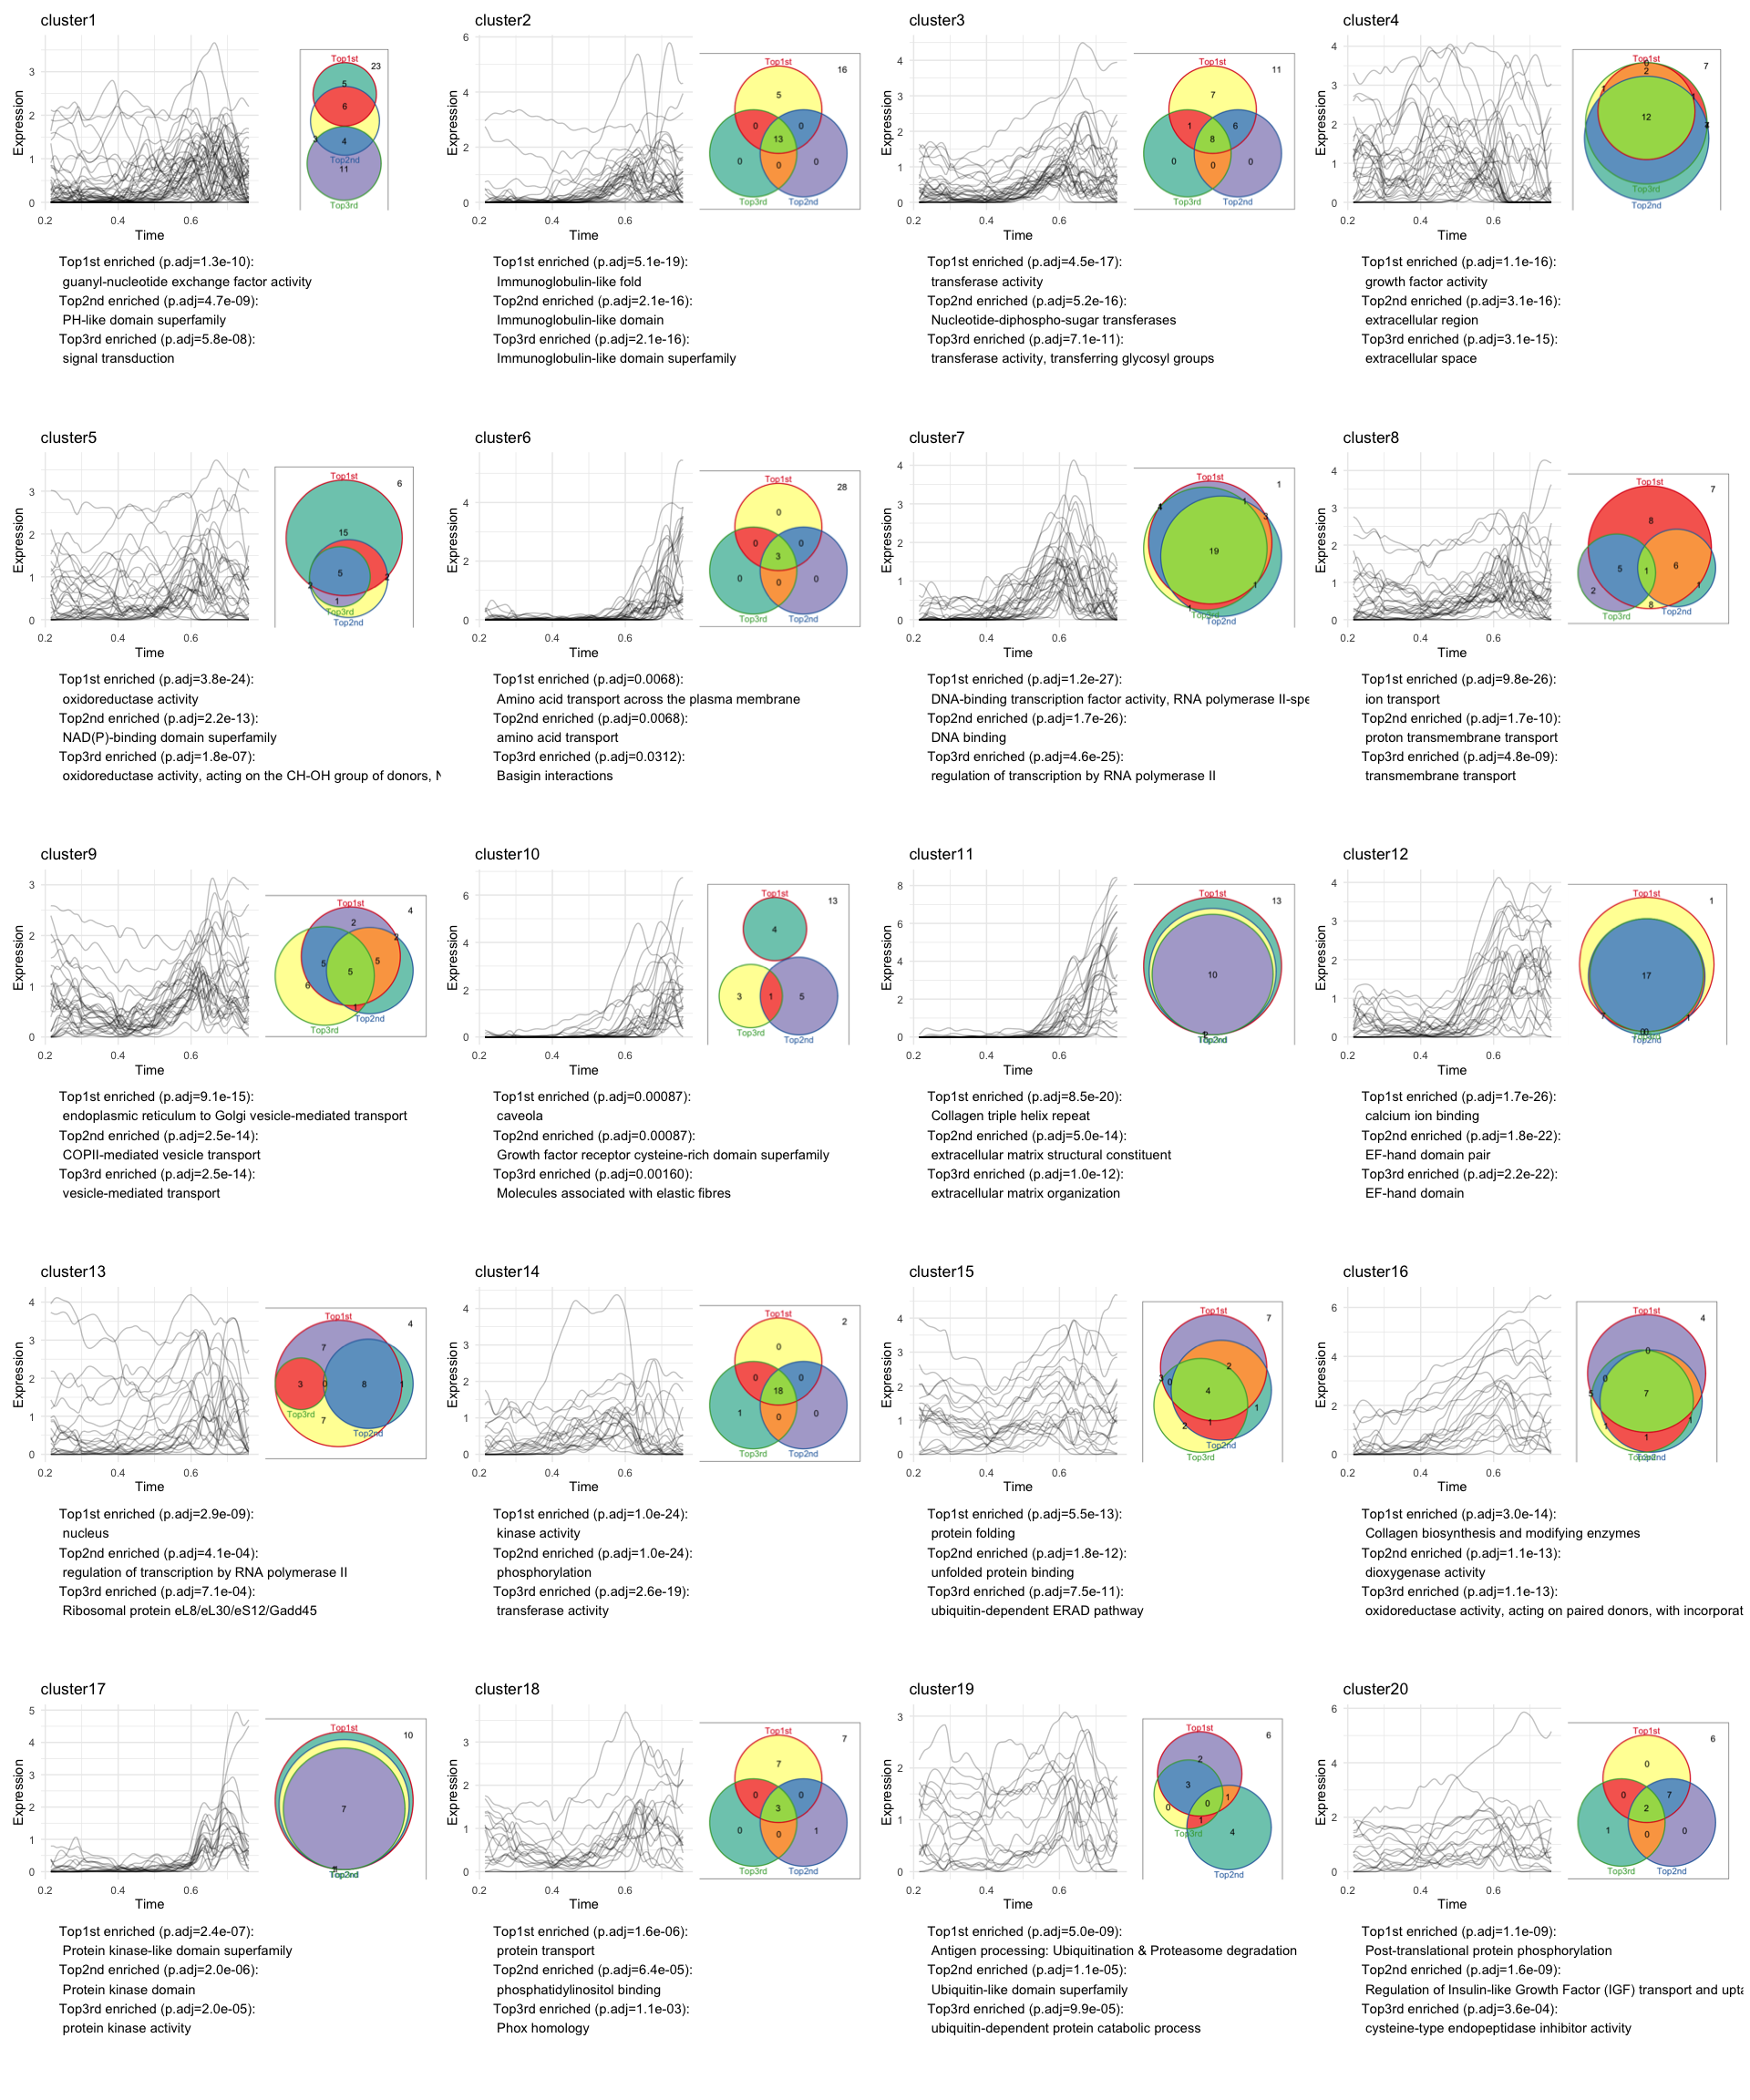 cluster1
cluster2
cluster3
cluster4
Expression
Time
Top1st
Top2nd
Top3rd
Top1st enriched (p.adj=1.3e-10):
guanyl-nucleotide exchange factor activity
Top2nd enriched (p.adj=4.7e-09):
PH-like domain superfamily
Top3rd enriched (p.adj=5.8e-08):
signal transduction
Top1st enriched (p.adj=5.1e-19):
Immunoglobulin-like fold
Top2nd enriched (p.adj=2.1e-16):
Immunoglobulin-like domain
Top3rd enriched (p.adj=2.1e-16):
Immunoglobulin-like domain superfamily
Top1st enriched (p.adj=4.5e-17):
transferase activity
Top2nd enriched (p.adj=5.2e-16):
Nucleotide-diphospho-sugar transferases
Top3rd enriched (p.adj=7.1e-11):
transferase activity, transferring glycosyl groups
Top1st enriched (p.adj=1.1e-16):
growth factor activity
Top2nd enriched (p.adj=3.1e-16):
extracellular region
Top3rd enriched (p.adj=3.1e-15):
extracellular space
cluster5
cluster6
cluster7
cluster8
Top1st enriched (p.adj=3.8e-24):
oxidoreductase activity
Top2nd enriched (p.adj=2.2e-13):
NAD(P)-binding domain superfamily
Top3rd enriched (p.adj=1.8e-07):
oxidoreductase activity, acting on the CH-OH group of donors, N
Top1st enriched (p.adj=0.0068):
Amino acid transport across the plasma membrane
Top2nd enriched (p.adj=0.0068):
amino acid transport
Top3rd enriched (p.adj=0.0312):
Basigin interactions
Top1st enriched (p.adj=1.2e-27):
DNA-binding transcription factor activity, RNA polymerase II-spe
Top2nd enriched (p.adj=1.7e-26):
DNA binding
Top3rd enriched (p.adj=4.6e-25):
regulation of transcription by RNA polymerase II
Top1st enriched (p.adj=9.8e-26):
ion transport
Top2nd enriched (p.adj=1.7e-10):
proton transmembrane transport
Top3rd enriched (p.adj=4.8e-09):
transmembrane transport
cluster9
cluster10
cluster11
cluster12
Top1st enriched (p.adj=9.1e-15):
endoplasmic reticulum to Golgi vesicle-mediated transport
Top2nd enriched (p.adj=2.5e-14):
COPII-mediated vesicle transport
Top3rd enriched (p.adj=2.5e-14):
vesicle-mediated transport
Top1st enriched (p.adj=0.00087):
caveola
Top2nd enriched (p.adj=0.00087):
Growth factor receptor cysteine-rich domain superfamily
Top3rd enriched (p.adj=0.00160):
Molecules associated with elastic fibres
Top1st enriched (p.adj=8.5e-20):
Collagen triple helix repeat
Top2nd enriched (p.adj=5.0e-14):
extracellular matrix structural constituent
Top3rd enriched (p.adj=1.0e-12):
extracellular matrix organization
Top1st enriched (p.adj=1.7e-26):
calcium ion binding
Top2nd enriched (p.adj=1.8e-22):
EF-hand domain pair
Top3rd enriched (p.adj=2.2e-22):
EF-hand domain
cluster13
cluster14
cluster15
cluster16
Top1st enriched (p.adj=2.9e-09):
nucleus
Top2nd enriched (p.adj=4.1e-04):
regulation of transcription by RNA polymerase II
Top3rd enriched (p.adj=7.1e-04):
Ribosomal protein eL8/eL30/eS12/Gadd45
Top1st enriched (p.adj=1.0e-24):
kinase activity
Top2nd enriched (p.adj=1.0e-24):
phosphorylation
Top3rd enriched (p.adj=2.6e-19):
transferase activity
Top1st enriched (p.adj=5.5e-13):
protein folding
Top2nd enriched (p.adj=1.8e-12):
unfolded protein binding
Top3rd enriched (p.adj=7.5e-11):
ubiquitin-dependent ERAD pathway
Top1st enriched (p.adj=3.0e-14):
Collagen biosynthesis and modifying enzymes
Top2nd enriched (p.adj=1.1e-13):
dioxygenase activity
Top3rd enriched (p.adj=1.1e-13):
oxidoreductase activity, acting on paired donors, with incorporat
cluster17
cluster18
cluster19
cluster20
Top1st enriched (p.adj=2.4e-07):
Protein kinase-like domain superfamily
Top2nd enriched (p.adj=2.0e-06):
Protein kinase domain
Top3rd enriched (p.adj=2.0e-05):
protein kinase activity
Top1st enriched (p.adj=1.6e-06):
protein transport
Top2nd enriched (p.adj=6.4e-05):
phosphatidylinositol binding
Top3rd enriched (p.adj=1.1e-03):
Phox homology
Top1st enriched (p.adj=5.0e-09):
Antigen processing: Ubiquitination & Proteasome degradation
Top2nd enriched (p.adj=1.1e-05):
Ubiquitin-like domain superfamily
Top3rd enriched (p.adj=9.9e-05):
ubiquitin-dependent protein catabolic process
Top1st enriched (p.adj=1.1e-09):
Post-translational protein phosphorylation
Top2nd enriched (p.adj=1.6e-09):
Regulation of Insulin-like Growth Factor (IGF) transport and upta
Top3rd enriched (p.adj=3.6e-04):
cysteine-type endopeptidase inhibitor activity